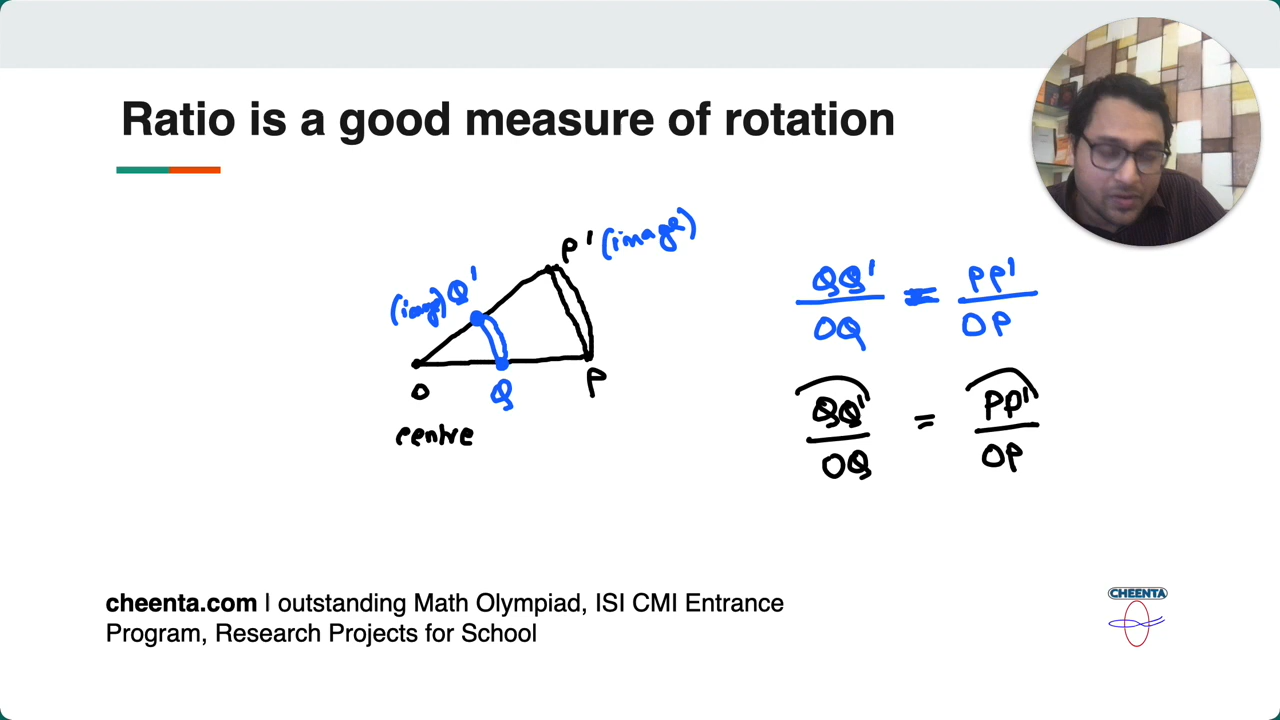 Ratio is a good measure of rotation
P' (image)
(image) Q'
O
Q
P
centre
QQ' / OQ = PP' / OP
QQ' / OQ = PP' / OP
cheenta.com | outstanding Math Olympiad, ISI CMI Entrance
Program, Research Projects for School
CHEENTA